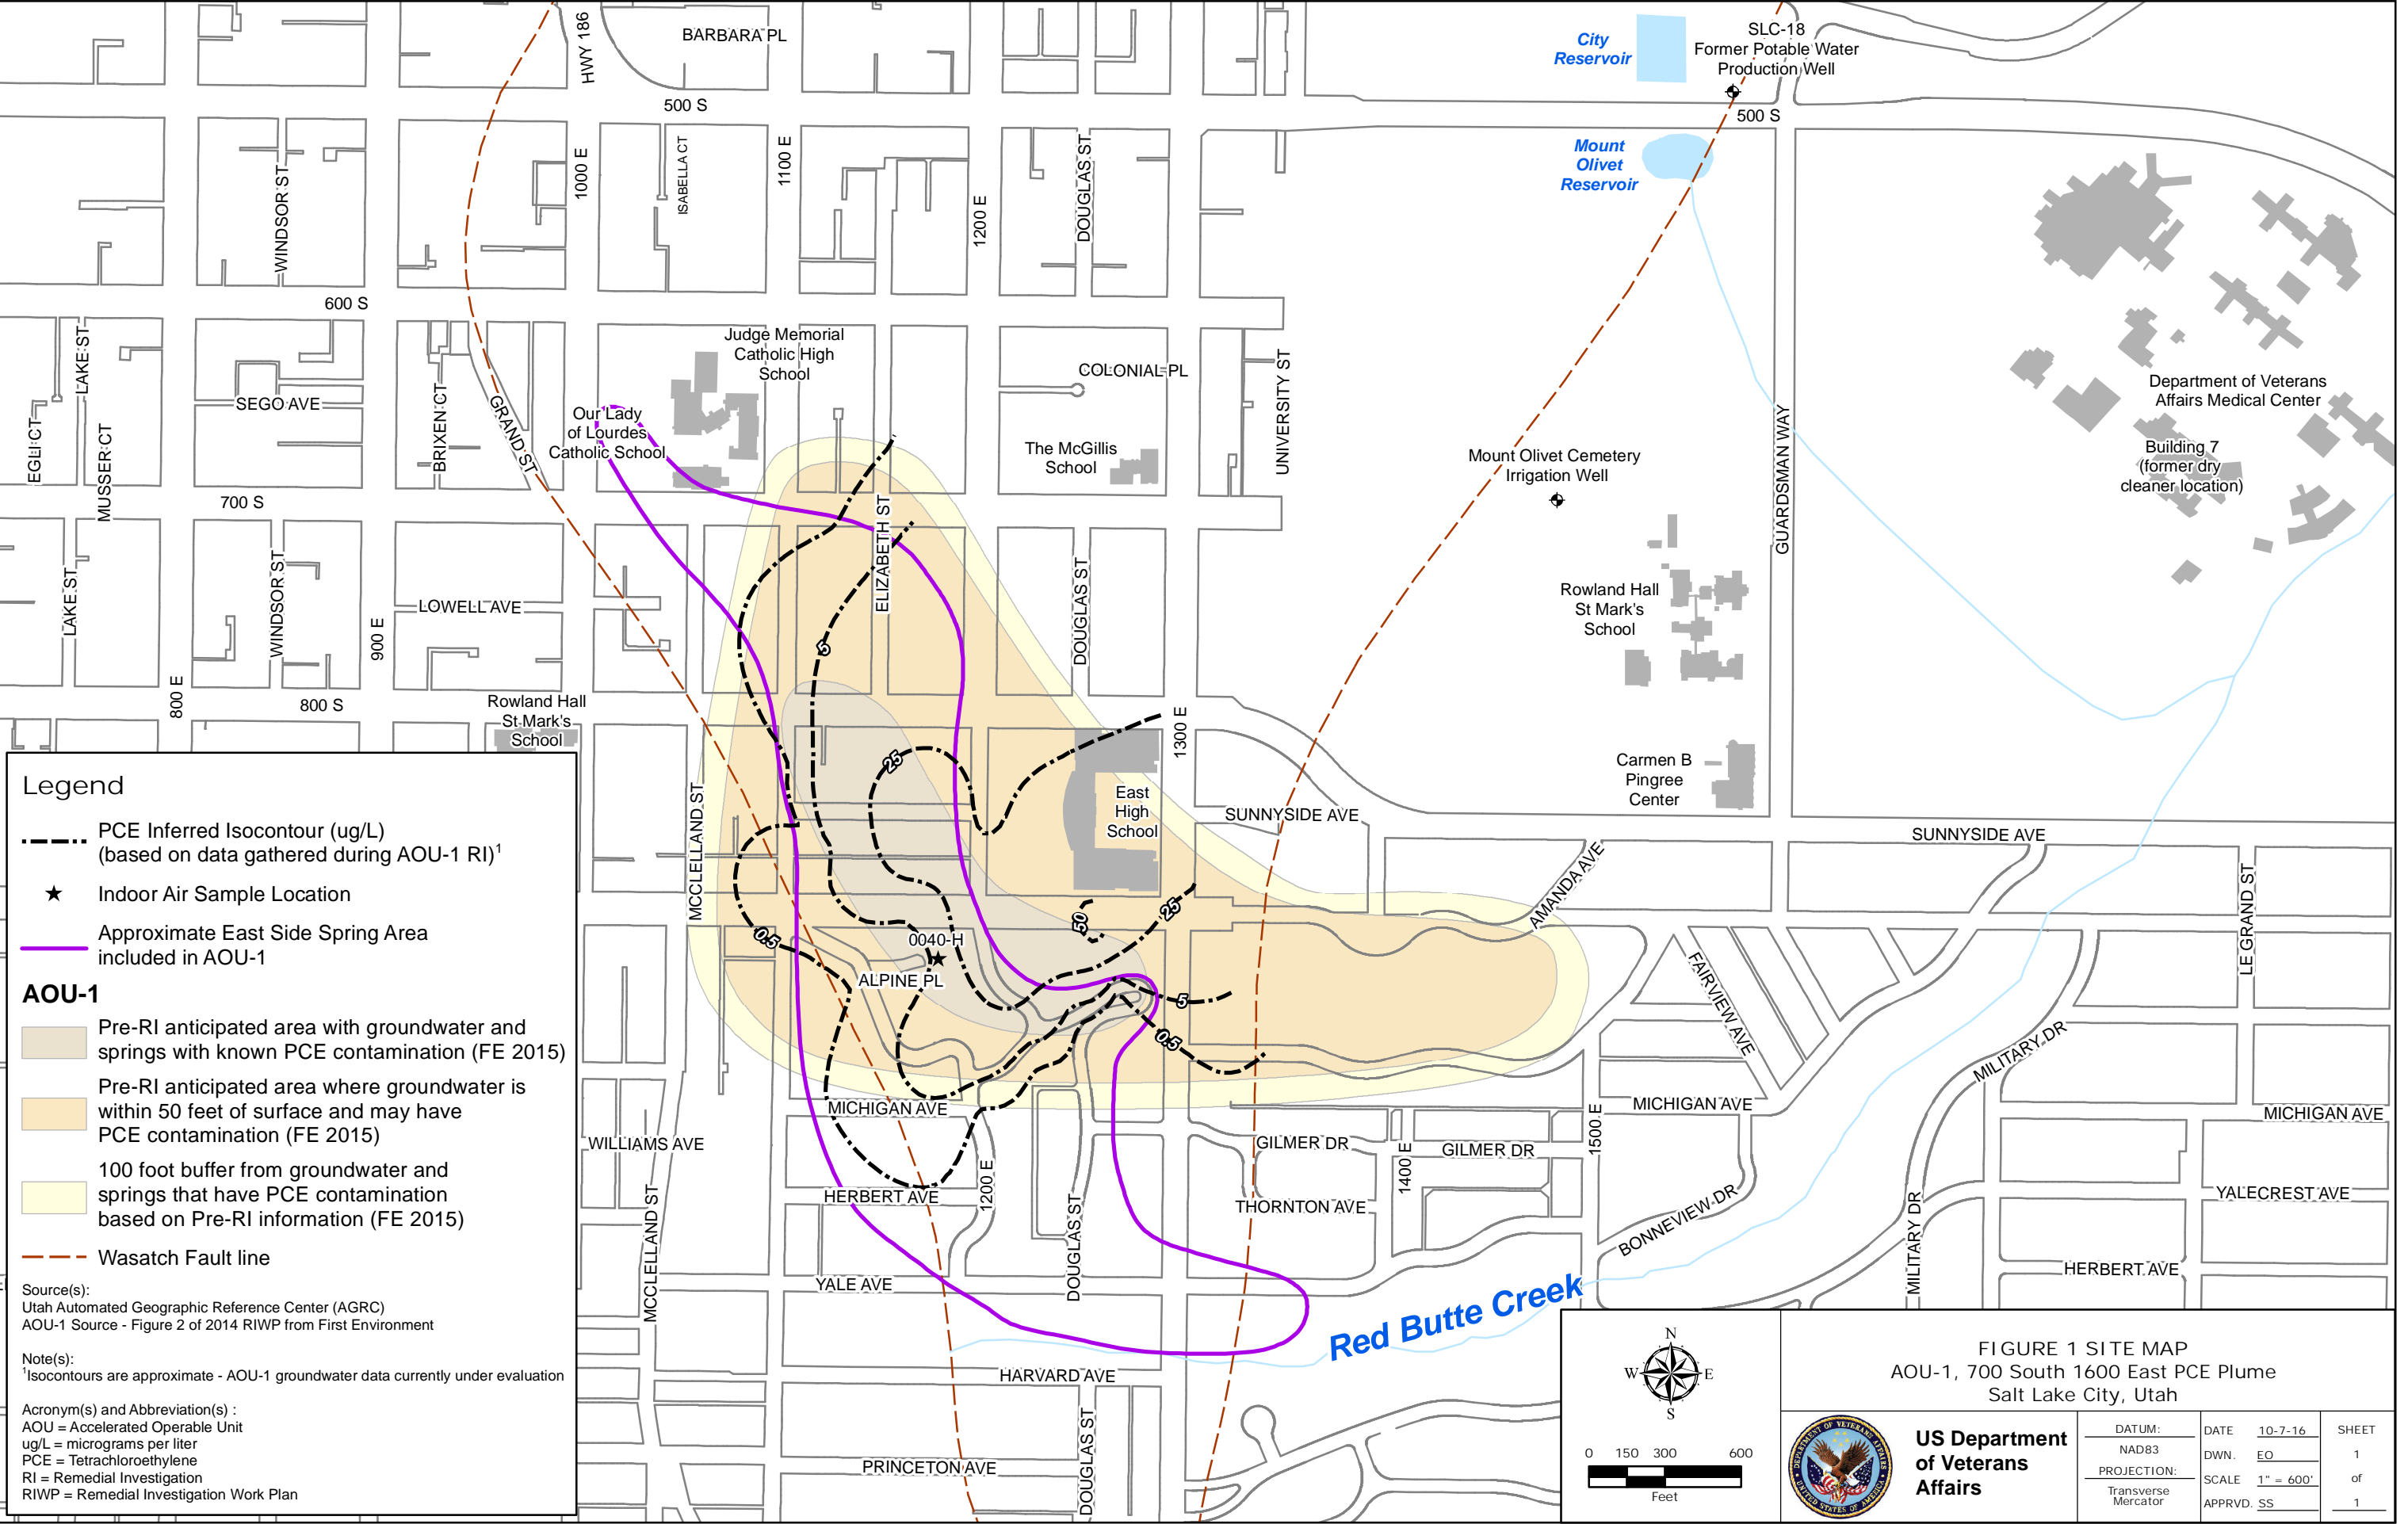 HWY 186
BARBARA PL
City
Reservoir
SLC-18
Former Potable Water
Production Well
500 S
500 S
WINDSOR ST
1000 E
ISABELLA CT
1100 E
1200 E
DOUGLAS ST
Mount
Olivet
Reservoir
600 S
LAKE ST
EGLI CT
MUSSER CT
SEGO AVE
BRIXEN CT
GRAND ST
Our Lady
of Lourdes
Catholic School
Judge Memorial
Catholic High
School
COLONIAL PL
The McGillis
School
UNIVERSITY ST
Mount Olivet Cemetery
Irrigation Well
GUARDSMAN WAY
Department of Veterans
Affairs Medical Center
Building 7
(former dry
cleaner location)
700 S
LAKE ST
WINDSOR ST
900 E
LOWELL AVE
ELIZABETH ST
DOUGLAS ST
Rowland Hall
St Mark's
School
800 E
800 S
Rowland Hall
St Mark's
School
5
25
1300 E
East
High
School
SUNNYSIDE AVE
Carmen B
Pingree
Center
SUNNYSIDE AVE
MCCLELLAND ST
AMANDA AVE
LE GRAND ST
50
25
0.5
0040-H
ALPINE PL
5
0.5
FAIRVIEW AVE
MILITARY DR
MICHIGAN AVE
MICHIGAN AVE
MICHIGAN AVE
WILLIAMS AVE
GILMER DR
GILMER DR
1400 E
1500 E
HERBERT AVE
1200 E
THORNTON AVE
BONNEVIEW DR
YALECREST AVE
MCCLELLAND ST
DOUGLAS ST
MILITARY DR
YALE AVE
HERBERT AVE
Red Butte Creek
HARVARD AVE
PRINCETON AVE
DOUGLAS ST
Legend
PCE Inferred Isocontour (ug/L)
(based on data gathered during AOU-1 RI)1
Indoor Air Sample Location
Approximate East Side Spring Area
included in AOU-1
AOU-1
Pre-RI anticipated area with groundwater and
springs with known PCE contamination (FE 2015)
Pre-RI anticipated area where groundwater is
within 50 feet of surface and may have
PCE contamination (FE 2015)
100 foot buffer from groundwater and
springs that have PCE contamination
based on Pre-RI information (FE 2015)
Wasatch Fault line
Source(s):
Utah Automated Geographic Reference Center (AGRC)
AOU-1 Source - Figure 2 of 2014 RIWP from First Environment
Note(s):
1Isocontours are approximate - AOU-1 groundwater data currently under evaluation
Acronym(s) and Abbreviation(s) :
AOU = Accelerated Operable Unit
ug/L = micrograms per liter
PCE = Tetrachloroethylene
RI = Remedial Investigation
RIWP = Remedial Investigation Work Plan
N
W E
S
0 150 300 600
Feet
FIGURE 1 SITE MAP
AOU-1, 700 South 1600 East PCE Plume
Salt Lake City, Utah
DEPARTMENT OF VETERANS AFFAIRS
UNITED STATES OF AMERICA
US Department
of Veterans
Affairs
DATUM:
NAD83
PROJECTION:
Transverse
Mercator
DATE 10-7-16
DWN. EO
SCALE 1" = 600'
APPRVD. SS
SHEET
1
of
1